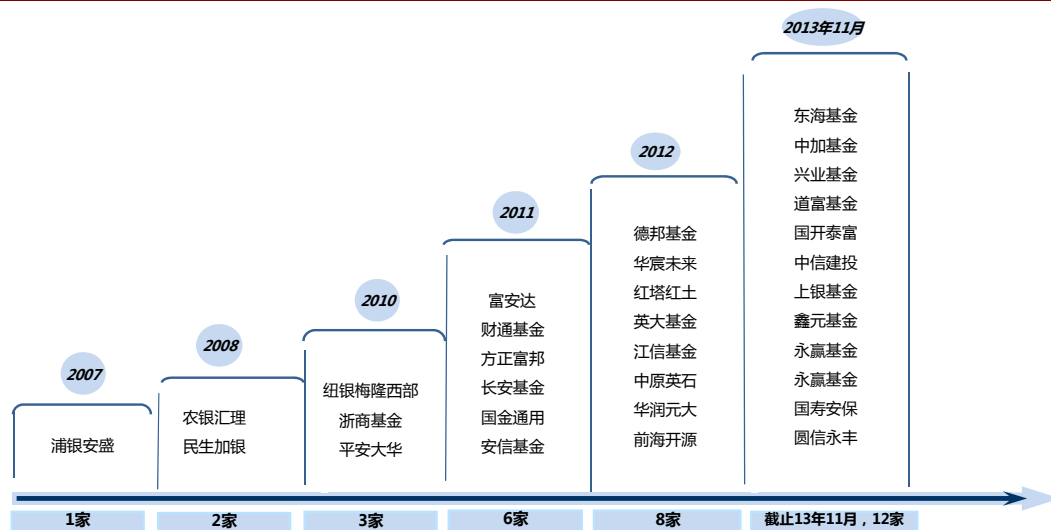 2007
浦银安盛
1家
2008
农银汇理
民生加银
2家
2010
纽银梅隆西部
浙商基金
平安大华
3家
2011
富安达
财通基金
方正富邦
长安基金
国金通用
安信基金
6家
2012
德邦基金
华宸未来
红塔红土
英大基金
江信基金
中原英石
华润元大
前海开源
8家
2013年11月
东海基金
中加基金
兴业基金
道富基金
国开泰富
中信建投
上银基金
鑫元基金
永赢基金
永赢基金
国寿安保
圆信永丰
截止13年11月，12家